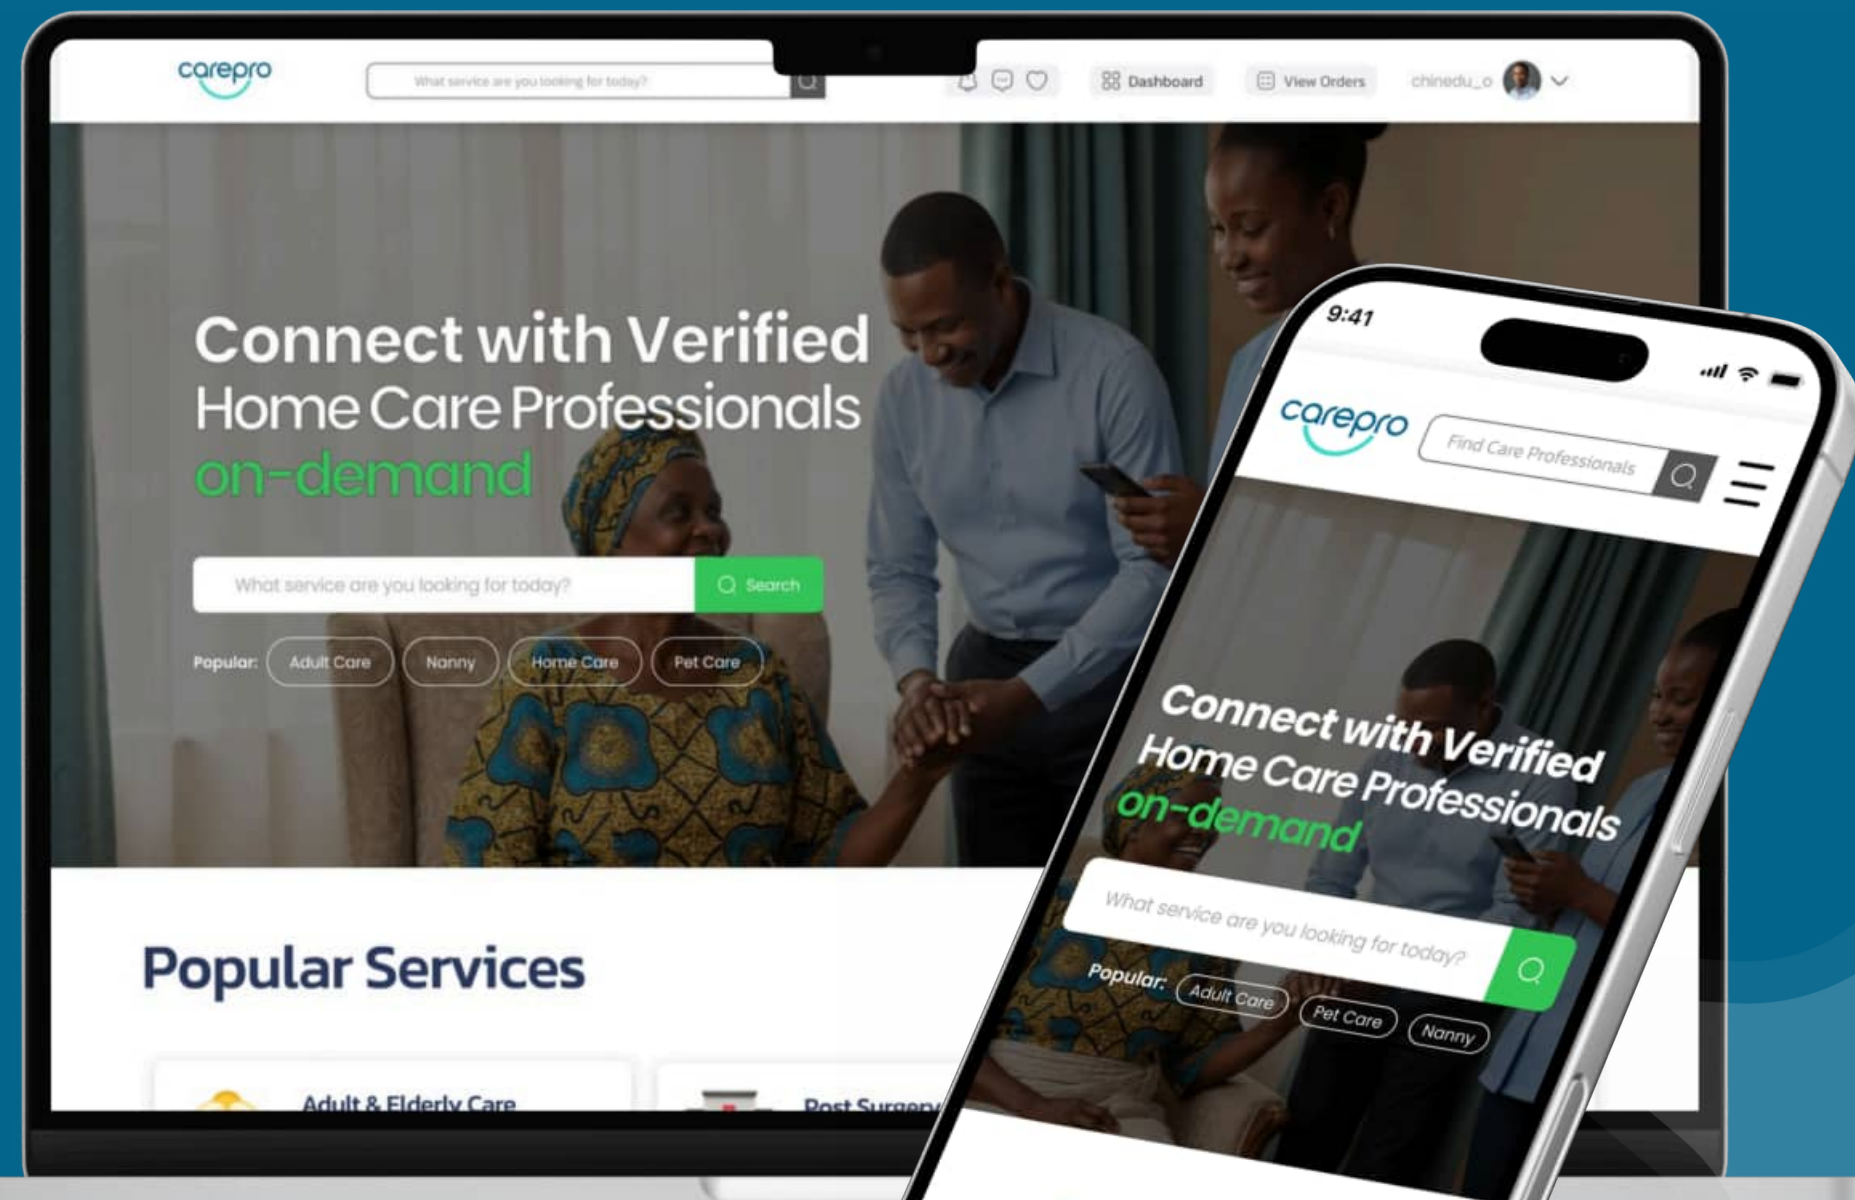 carepro
What service are you looking for today?
Dashboard
View Orders
chinedu_o
Connect with Verified
Home Care Professionals
on-demand
What service are you looking for today?
Search
Popular:
Adult Care
Nanny
Home Care
Pet Care
Popular Services
Adult & Elderly Care
Post Surgery
9:41
carepro
Find Care Professionals
Connect with Verified
Home Care Professionals
on-demand
What service are you looking for today?
Popular:
Adult Care
Pet Care
Nanny